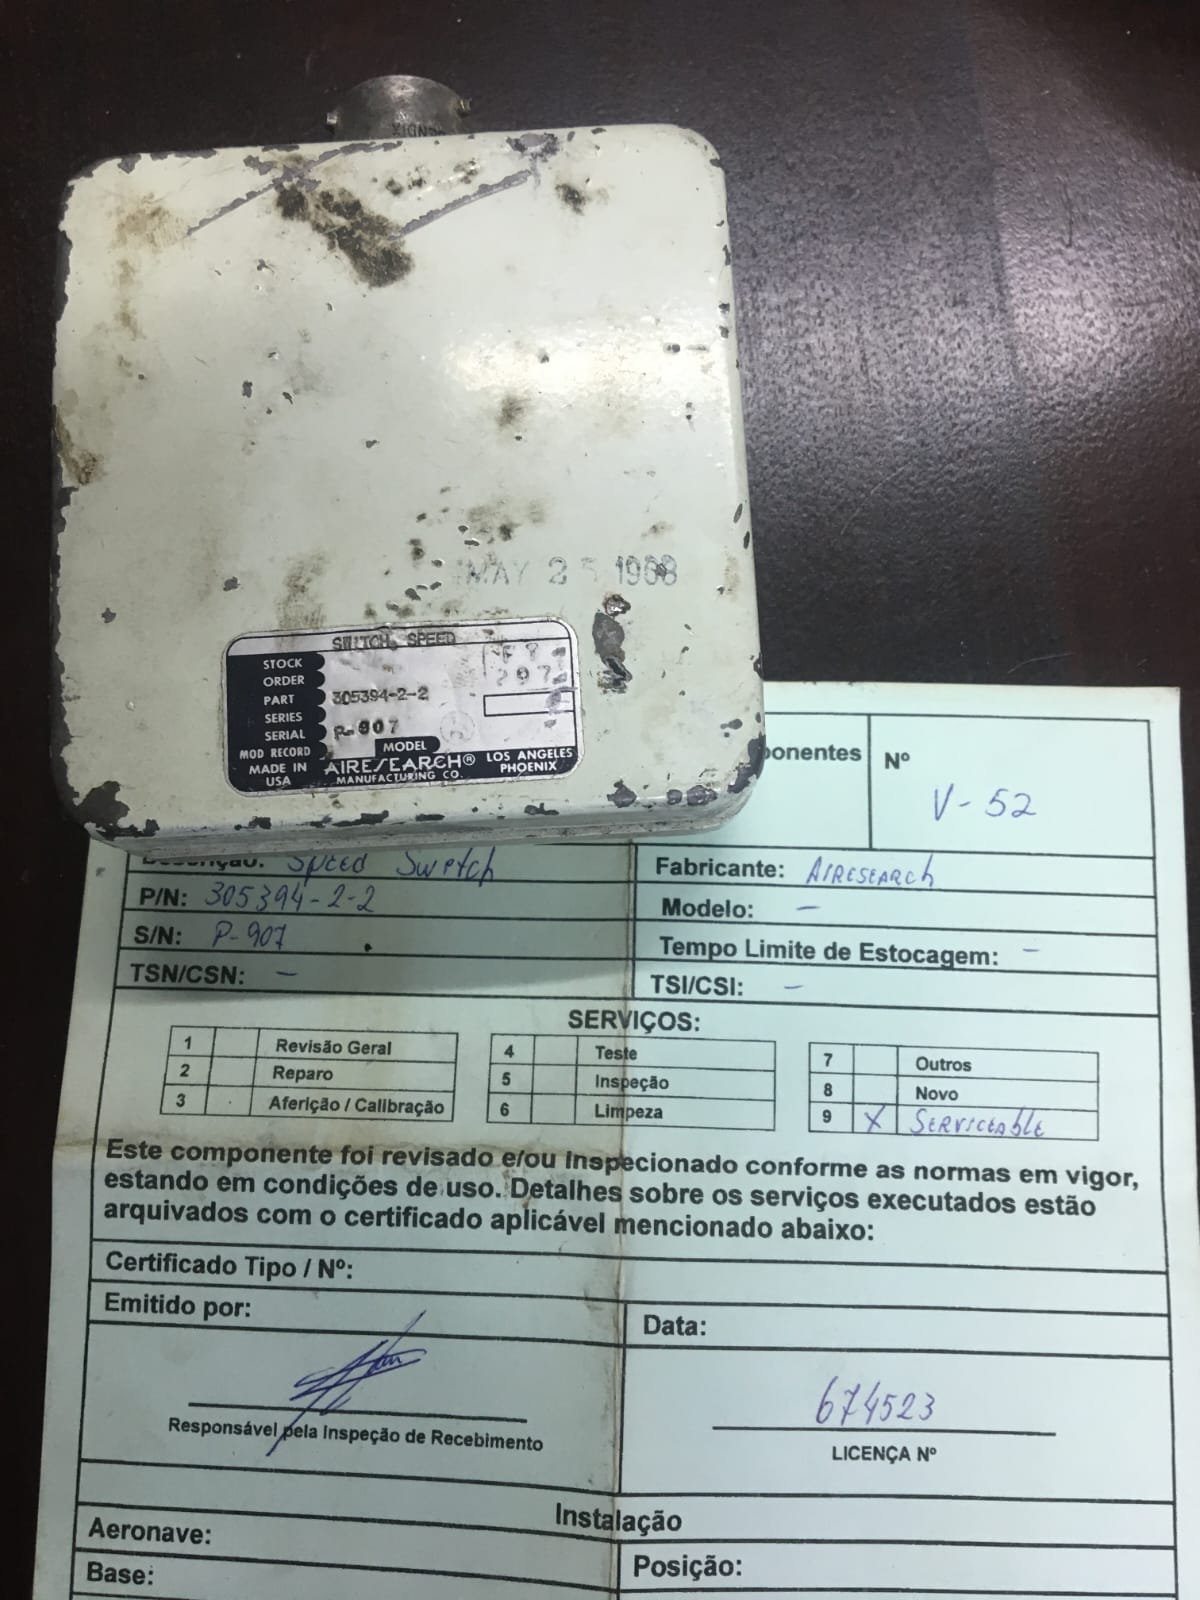 BENDIX
MAY 25 1968
SWITCH, SPEED
STOCK
ORDER
PART 305394-2-2
SERIES
SERIAL P-907
MOD RECORD
MODEL
MADE IN USA
AIRESEARCH® MANUFACTURING CO.
LOS ANGELES PHOENIX
ponentes
Nº
V-52
Descrição: Speed Switch
Fabricante: AIRESEARCh
P/N: 305394-2-2
Modelo: -
S/N: P-907
Tempo Limite de Estocagem: -
TSN/CSN: -
TSI/CSI: -
SERVIÇOS:
1 Revisão Geral
2 Reparo
3 Aferição / Calibração
4 Teste
5 Inspeção
6 Limpeza
7 Outros
8 Novo
9 X SERVICEAble
Este componente foi revisado e/ou inspecionado conforme as normas em vigor,
estando em condições de uso. Detalhes sobre os serviços executados estão
arquivados com o certificado aplicável mencionado abaixo:
Certificado Tipo / Nº:
Emitido por:
Data:
674523
Responsável pela Inspeção de Recebimento
LICENÇA Nº
Instalação
Aeronave:
Posição:
Base: